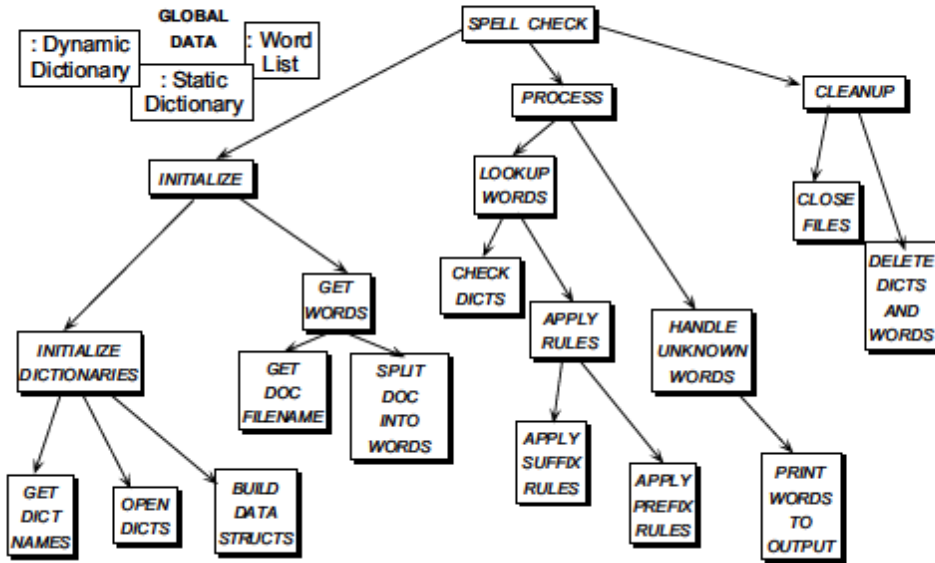 GLOBAL
DATA
: Dynamic
Dictionary
: Word
List
: Static
Dictionary
SPELL CHECK
PROCESS
CLEANUP
INITIALIZE
LOOKUP
WORDS
CLOSE
FILES
DELETE
DICTS
AND
WORDS
GET
WORDS
CHECK
DICTS
APPLY
RULES
HANDLE
UNKNOWN
WORDS
INITIALIZE
DICTIONARIES
GET
DOC
FILENAME
SPLIT
DOC
INTO
WORDS
APPLY
SUFFIX
RULES
APPLY
PREFIX
RULES
PRINT
WORDS
TO
OUTPUT
GET
DICT
NAMES
OPEN
DICTS
BUILD
DATA
STRUCTS